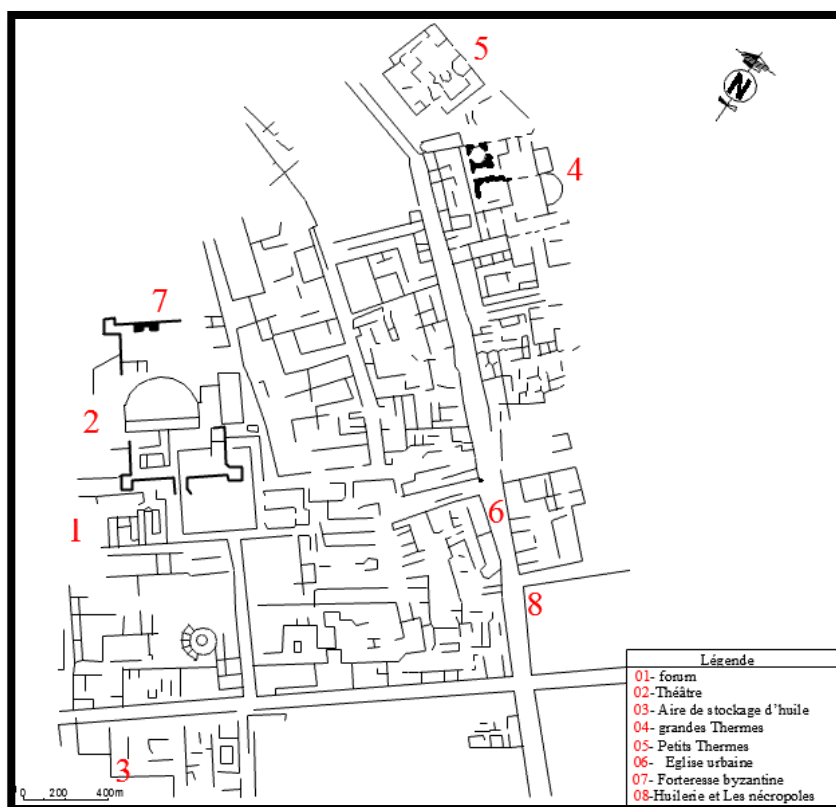 5
N
4
7
2
1
6
8
3
0 200 400m
Légende
01- forum
02-Théâtre
03- Aire de stockage d'huile
04- grandes Thermes
05- Petits Thermes
06- Eglise urbaine
07- Forteresse byzantine
08-Huilerie et Les nécropoles